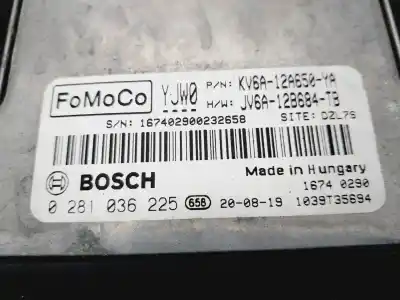 FoMoCo YJW0 P/N: KV6A-12A650-YA
H/W: JV6A-12B684-TB
S/N: 167402900232658 SITE: DZL7S
BOSCH Made in Hungary
1674 0290
0 281 036 225 658 20-08-19 1039T35694